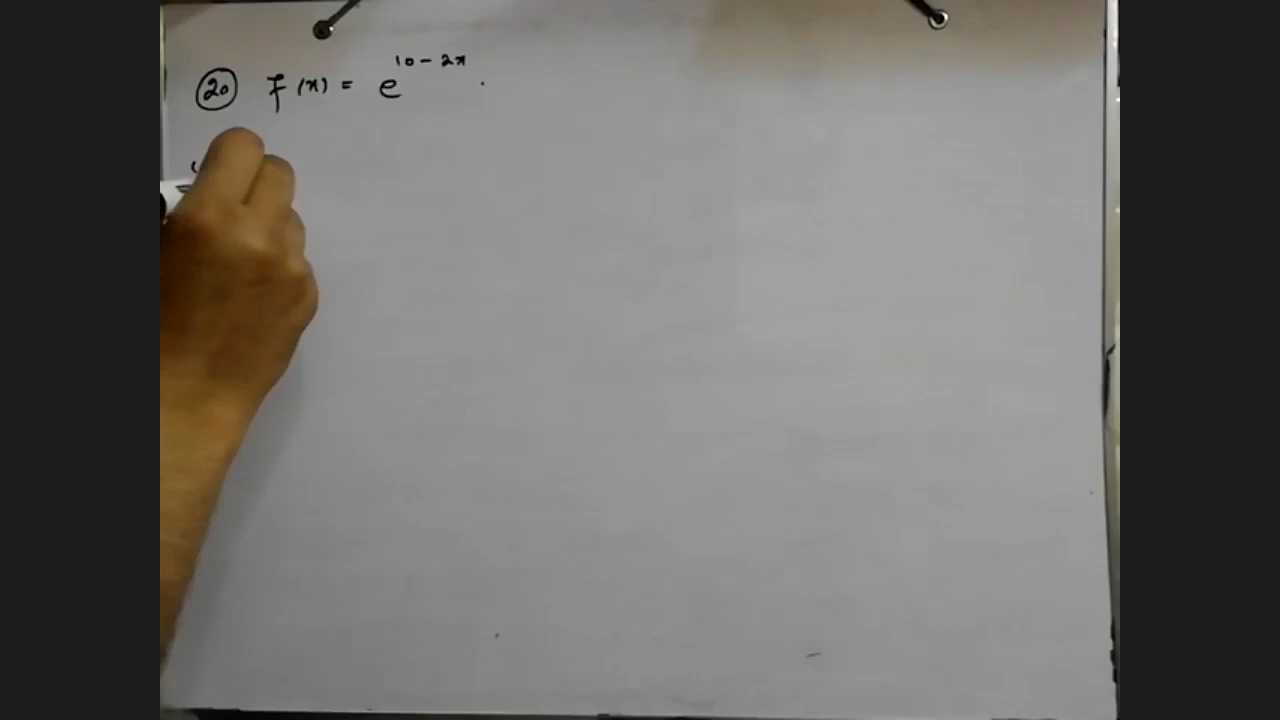 20 f(x) = e^{10-2x}